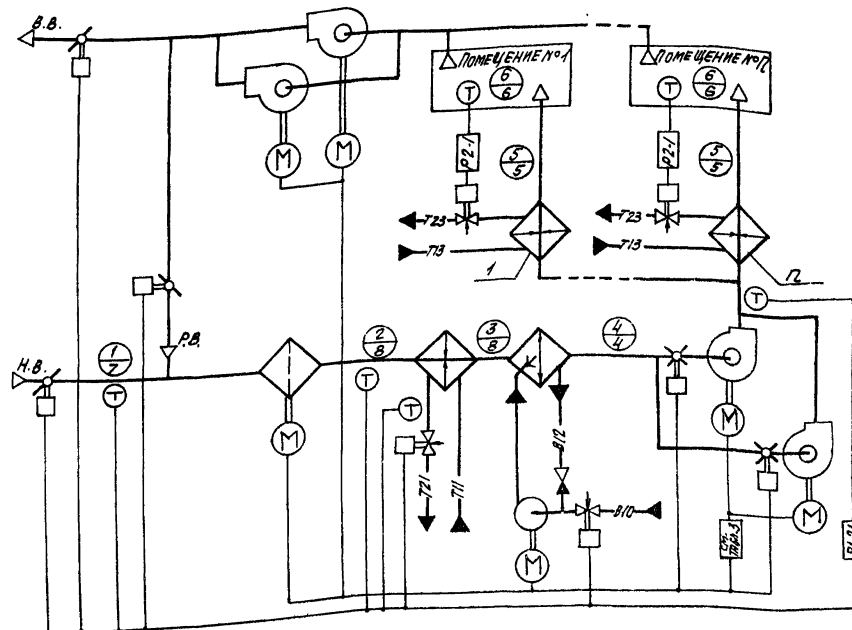 В.В.
ПОМЕЩЕНИЕ №1
ПОМЕЩЕНИЕ №П
6
6
6
6
Т
Т
Р2-1
Р2-1
5
5
5
5
М
М
Т23
Т23
Т13
Т13
1
П
Т
Р.В.
Н.В.
1
7
2
8
3
8
4
4
Т
Т
Т
М
М
Т21
Т11
В12
В10
М
М
см.